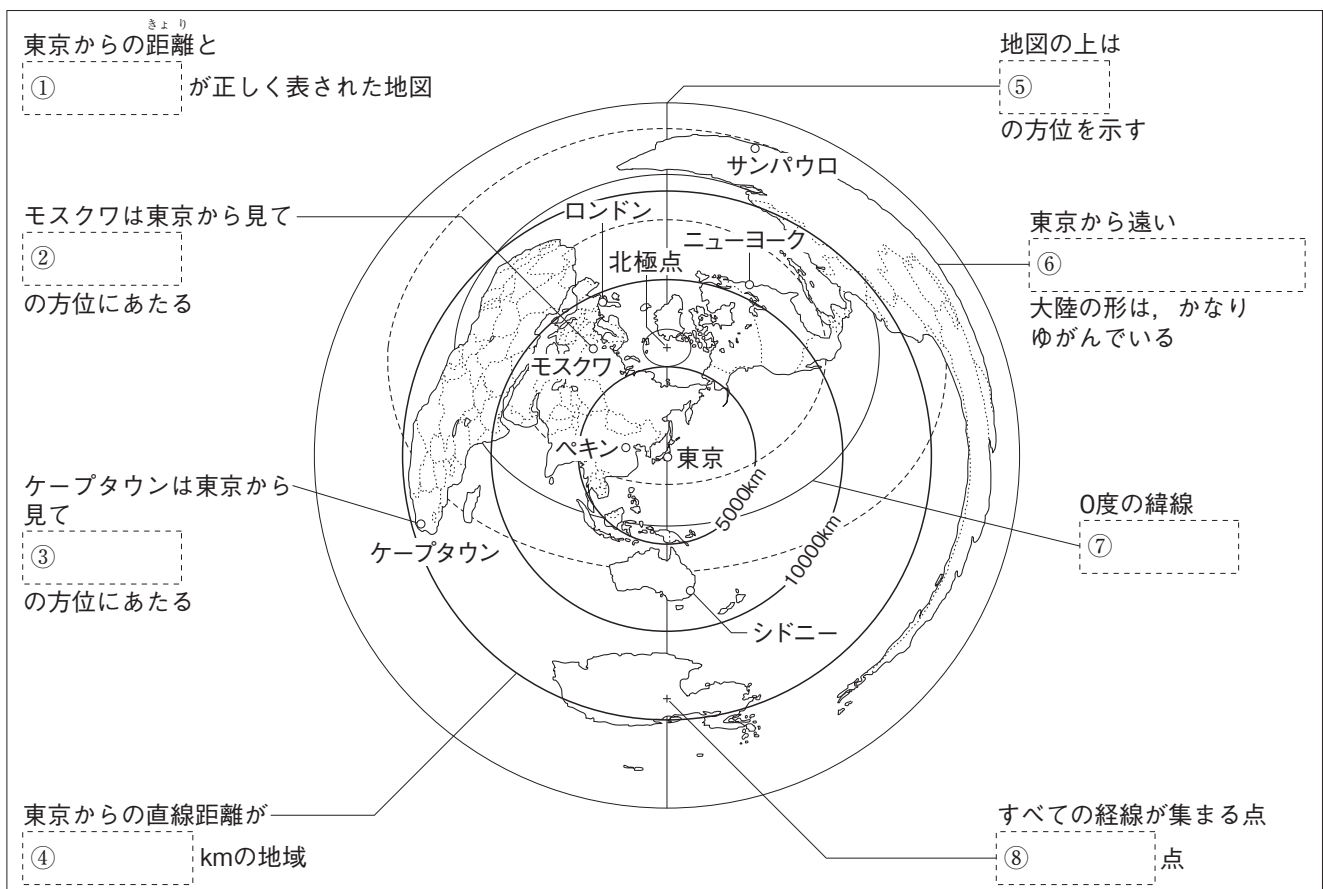 きょり
東京からの距離と
① が正しく表された地図
地図の上は
⑤
の方位を示す
サンパウロ
モスクワは東京から見て
②
の方位にあたる
ロンドン
ニューヨーク
北極点
東京から遠い
⑥
大陸の形は，かなり
ゆがんでいる
モスクワ
ペキン
東京
5000km
10000km
ケープタウンは東京から
見て
③
の方位にあたる
ケープタウン
シドニー
0度の緯線
⑦
東京からの直線距離が
④ kmの地域
すべての経線が集まる点
⑧ 点